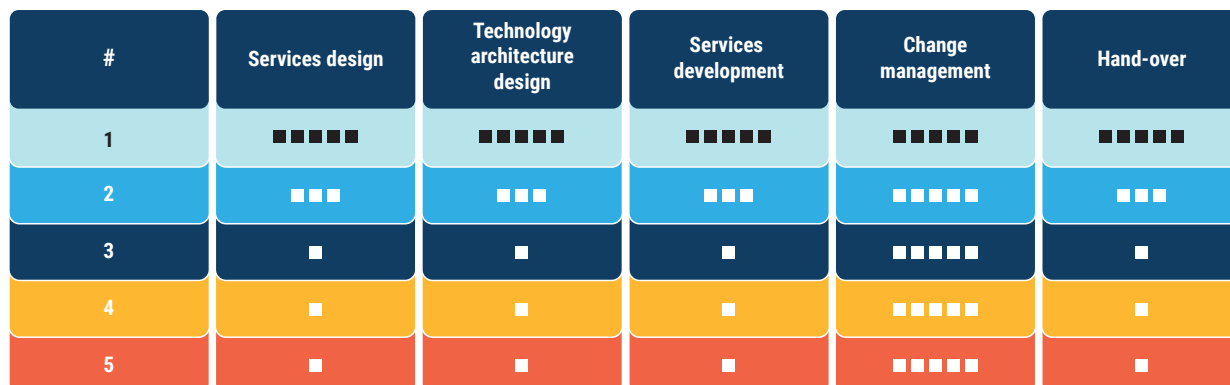 #
Services design
Technology
architecture
design
Services
development
Change
management
Hand-over
1
2
3
4
5